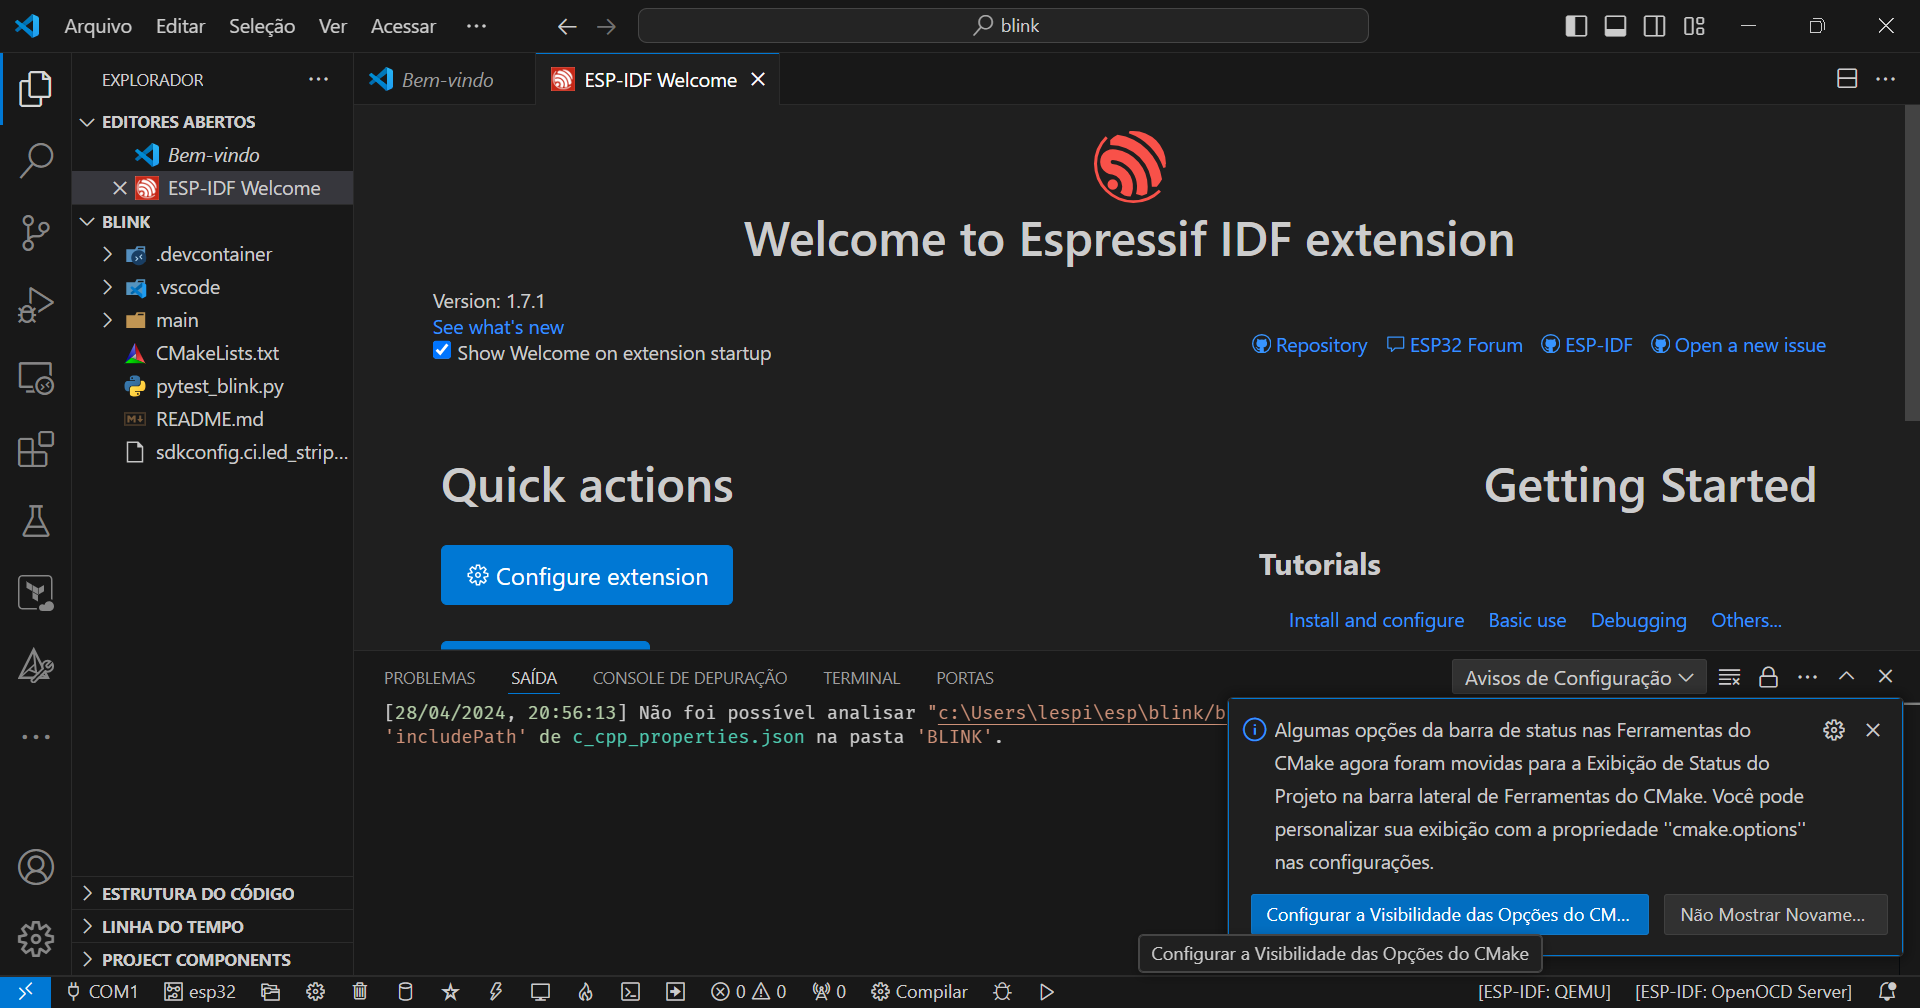 Arquivo Editar Seleção Ver Acessar ··· blink
EXPLORADOR
Bem-vindo ESP-IDF Welcome
EDITORES ABERTOS
Bem-vindo
ESP-IDF Welcome
BLINK
.devcontainer
.vscode
main
CMakeLists.txt
pytest_blink.py
README.md
sdkconfig.ci.led_strip...
ESTRUTURA DO CÓDIGO
LINHA DO TEMPO
PROJECT COMPONENTS
Welcome to Espressif IDF extension
Version: 1.7.1
See what's new
Show Welcome on extension startup
Repository ESP32 Forum ESP-IDF Open a new issue
Quick actions
Configure extension
Getting Started
Tutorials
Install and configure Basic use Debugging Others...
PROBLEMAS SAÍDA CONSOLE DE DEPURAÇÃO TERMINAL PORTAS Avisos de Configuração
[28/04/2024, 20:56:13] Não foi possível analisar "c:\Users\lespi\esp\blink/b
'includePath' de c_cpp_properties.json na pasta 'BLINK'.
Algumas opções da barra de status nas Ferramentas do
CMake agora foram movidas para a Exibição de Status do
Projeto na barra lateral de Ferramentas do CMake. Você pode
personalizar sua exibição com a propriedade "cmake.options"
nas configurações.
Configurar a Visibilidade das Opções do CM... Não Mostrar Novame...
Configurar a Visibilidade das Opções do CMake
COM1 esp32 0 0 0 Compilar [ESP-IDF: QEMU] [ESP-IDF: OpenOCD Server]